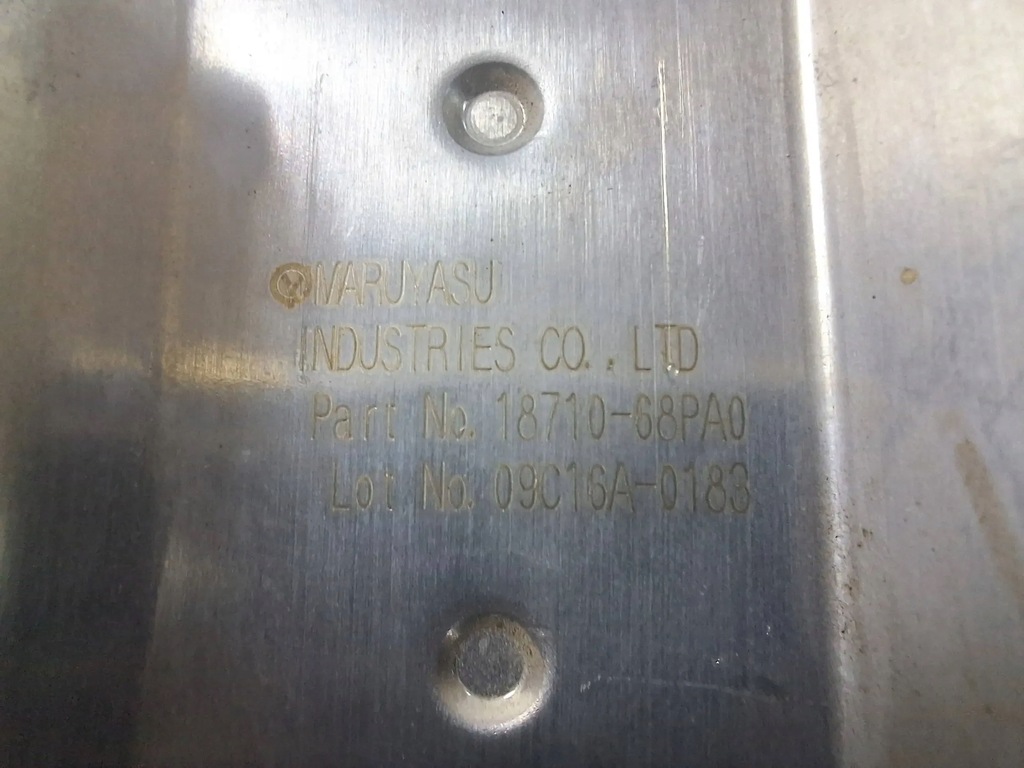 MARUYASU
INDUSTRIES CO., LTD
Part No. 18710-68PA0
Lot No. 09C16A-0183